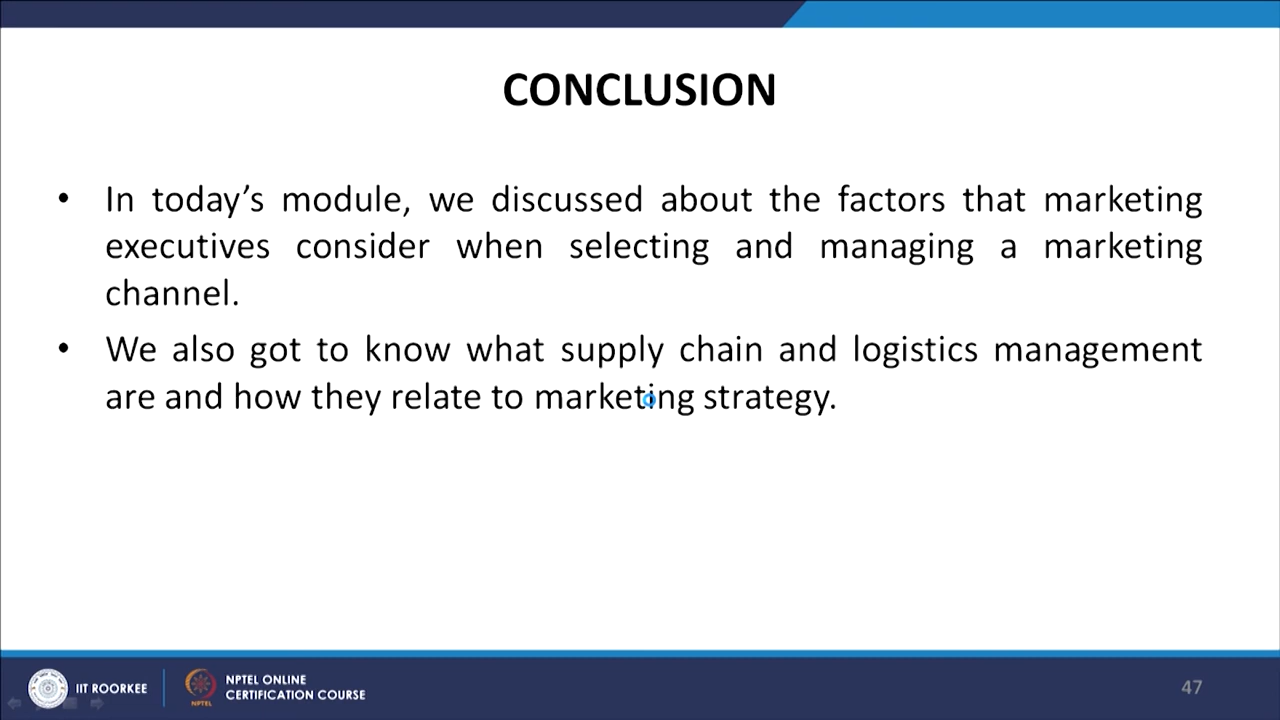 CONCLUSION
• In today’s module, we discussed about the factors that marketing
executives consider when selecting and managing a marketing
channel.
• We also got to know what supply chain and logistics management
are and how they relate to marketing strategy.
IIT ROORKEE
NPTEL ONLINE
CERTIFICATION COURSE
NPTEL
47